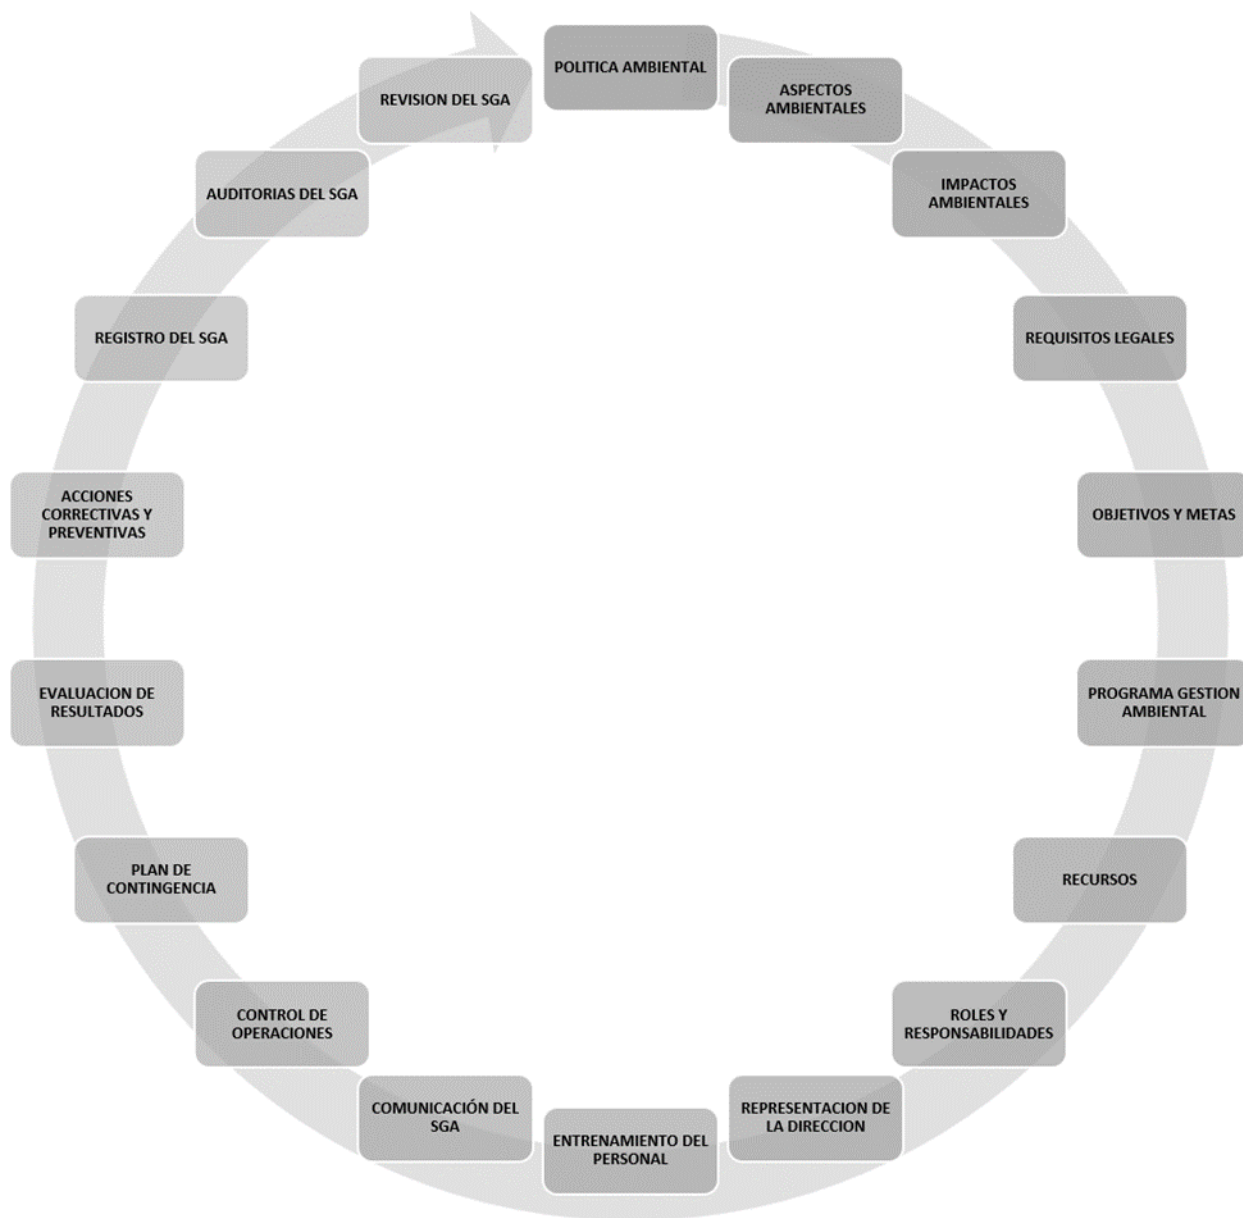 POLITICA AMBIENTAL
ASPECTOS
AMBIENTALES
IMPACTOS
AMBIENTALES
REQUISITOS LEGALES
OBJETIVOS Y METAS
PROGRAMA GESTION
AMBIENTAL
RECURSOS
ROLES Y
RESPONSABILIDADES
REPRESENTACION DE
LA DIRECCION
ENTRENAMIENTO DEL
PERSONAL
COMUNICACIÓN DEL
SGA
CONTROL DE
OPERACIONES
PLAN DE
CONTINGENCIA
EVALUACION DE
RESULTADOS
ACCIONES
CORRECTIVAS Y
PREVENTIVAS
REGISTRO DEL SGA
AUDITORIAS DEL SGA
REVISION DEL SGA